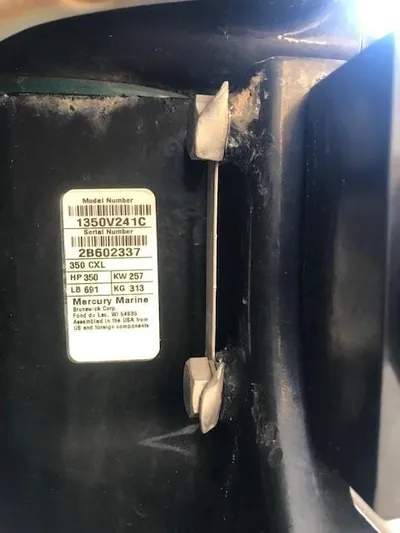 Model Number
1350V241C
Serial Number
2B602337
350 CXL
HP 350 KW 257
LB 691 KG 313
Mercury Marine
Brunswick Corp.
Fond du Lac, WI 54935
Assembled in the USA from
US and foreign components